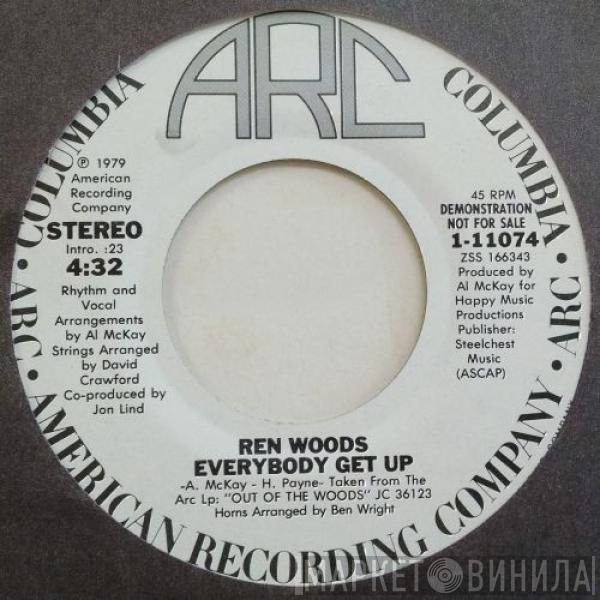 ARC
COLUMBIA • ARC • AMERICAN RECORDING COMPANY • ARC • COLUMBIA
℗ 1979
American
Recording
Company
STEREO
Intro. :23
4:32
Rhythm and
Vocal
Arrangements
by Al McKay
Strings Arranged
by David
Crawford
Co-produced by
Jon Lind
45 RPM
DEMONSTRATION
NOT FOR SALE
1-11074
ZSS 166343
Produced by
Al McKay for
Happy Music
Productions
Publisher:
Steelchest
Music
(ASCAP)
REN WOODS
EVERYBODY GET UP
-A. McKay - H. Payne- Taken From The
Arc Lp: "OUT OF THE WOODS" JC 36123
Horns Arranged by Ben Wright
МАРКЕТ ВИНИЛА